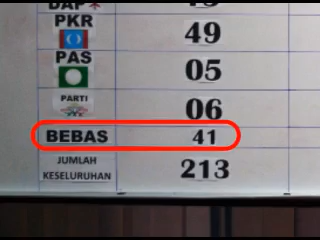 PKR 49
PAS 05
PARTI 06
BEBAS 41
JUMLAH
KESELURUHAN 213